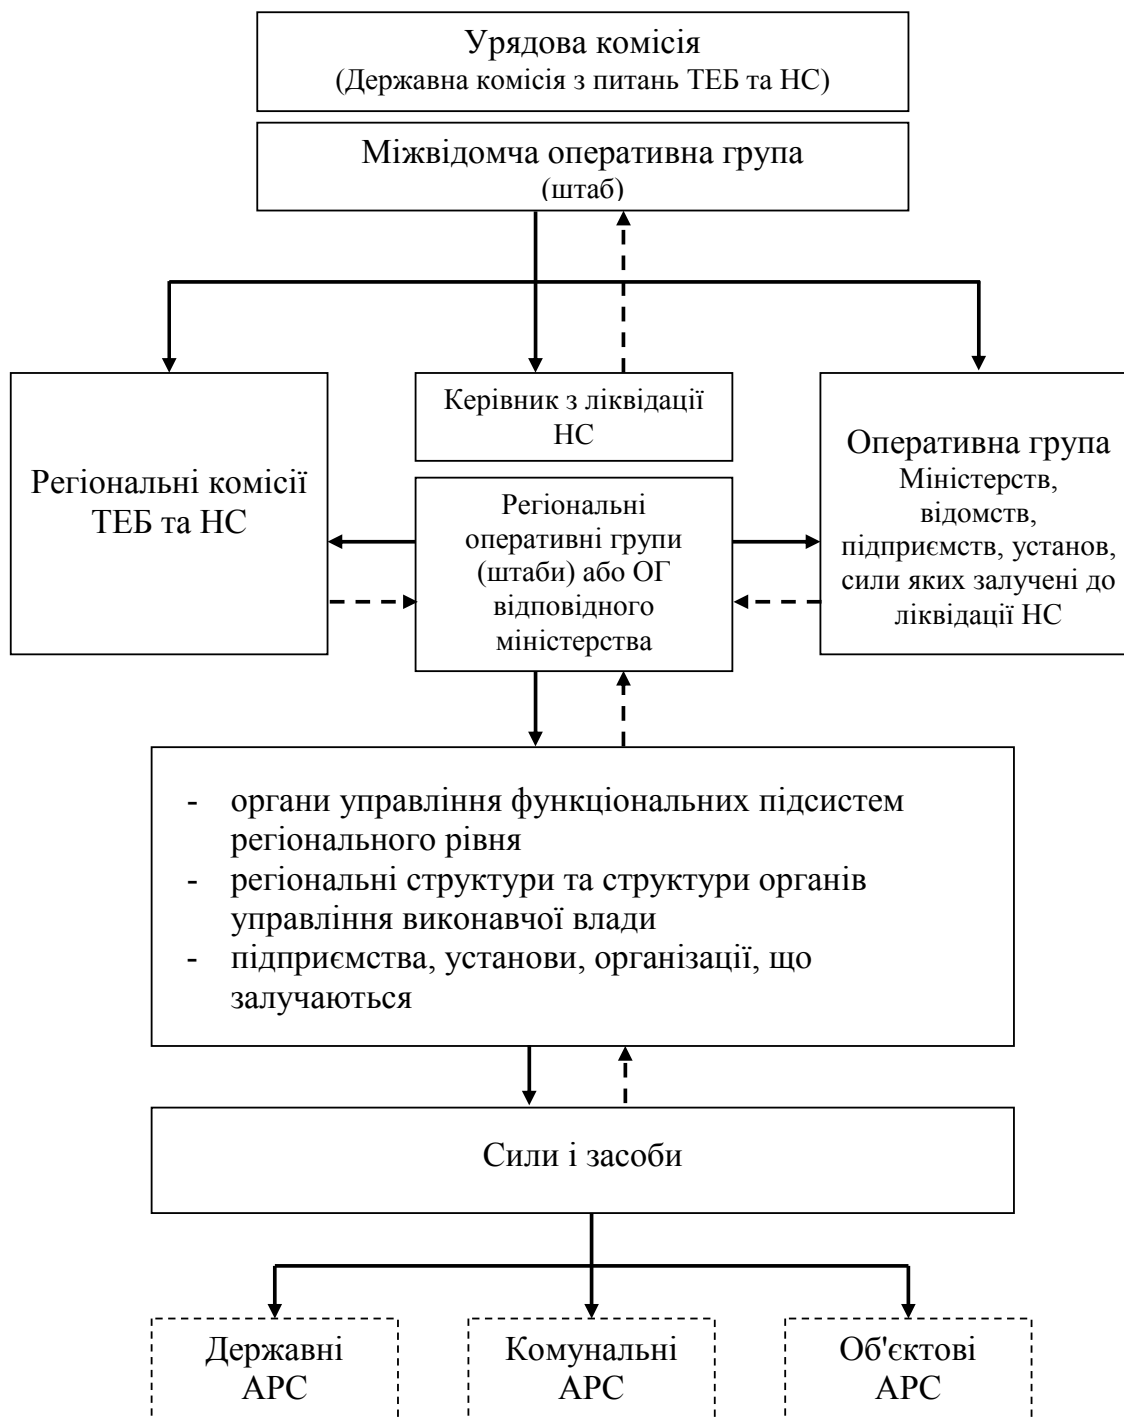 Урядова комісія
(Державна комісія з питань ТЕБ та НС)
Міжвідомча оперативна група
(штаб)
Регіональні комісії
ТЕБ та НС
Керівник з ліквідації
НС
Регіональні
оперативні групи
(штаби) або ОГ
відповідного
міністерства
Оперативна група
Міністерств,
відомств,
підприємств, установ,
сили яких залучені до
ліквідації НС
- органи управління функціональних підсистем
регіонального рівня
- регіональні структури та структури органів
управління виконавчої влади
- підприємства, установи, організації, що
залучаються
Сили і засоби
Державні
АРС
Комунальні
АРС
Об'єктові
АРС